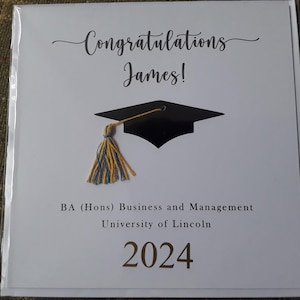 Congratulations
James!
BA (Hons) Business and Management
University of Lincoln
2024